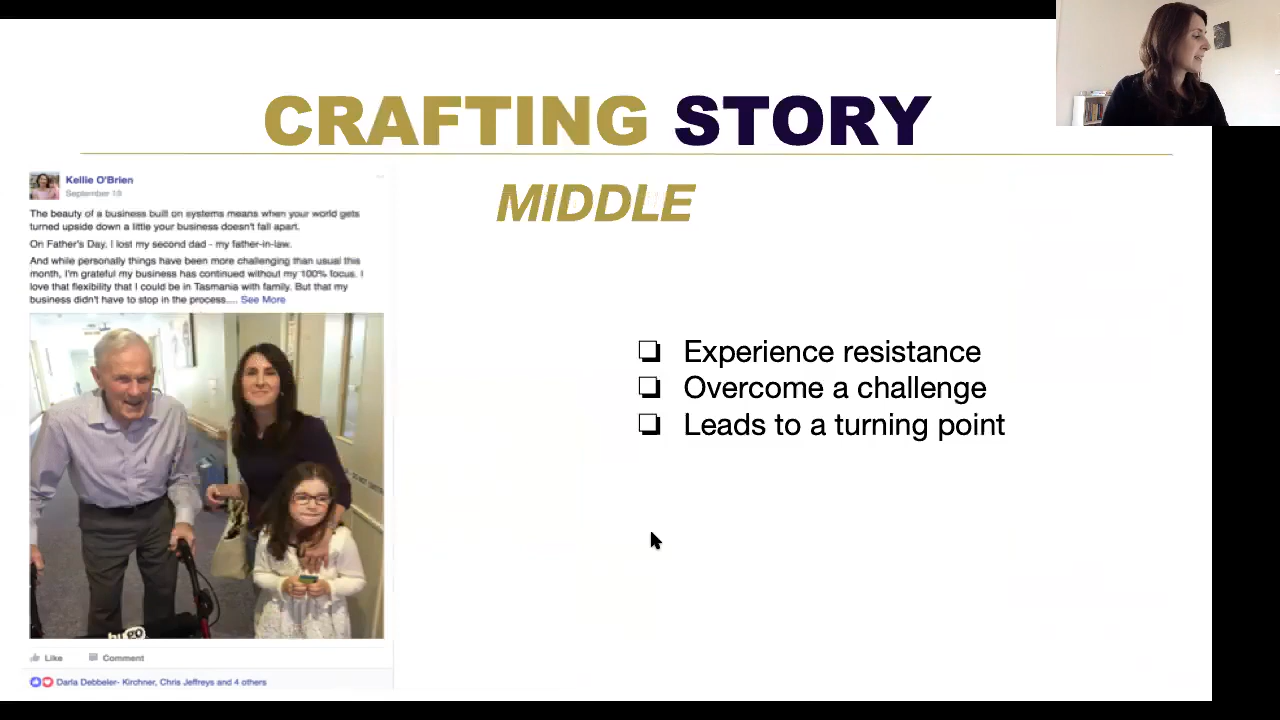 CRAFTING STORY
MIDDLE
Kellie O'Brien
September 19
The beauty of a business built on systems means when your world gets
turned upside down a little your business doesn't fall apart.
On Father's Day, I lost my second dad - my father-in-law.
And while personally things have been more challenging than usual this
month, I'm grateful my business has continued without my 100% focus. I
love that flexibility that I could be in Tasmania with family. But that my
business didn't have to stop in the process.... See More
Like Comment
Darla Debbeler- Kirchner, Chris Jeffreys and 4 others
Experience resistance
Overcome a challenge
Leads to a turning point